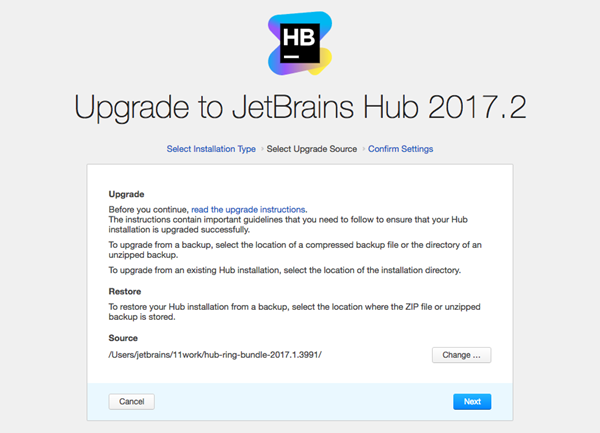 HB
Upgrade to JetBrains Hub 2017.2
Select Installation Type Select Upgrade Source Confirm Settings
Upgrade
Before you continue, read the upgrade instructions.
The instructions contain important guidelines that you need to follow to ensure that your Hub
installation is upgraded successfully.
To upgrade from a backup, select the location of a compressed backup file or the directory of an
unzipped backup.
To upgrade from an existing Hub installation, select the location of the installation directory.
Restore
To restore your Hub installation from a backup, select the location where the ZIP file or unzipped
backup is stored.
Source
/Users/jetbrains/11work/hub-ring-bundle-2017.1.3991/ Change ...
Cancel Next